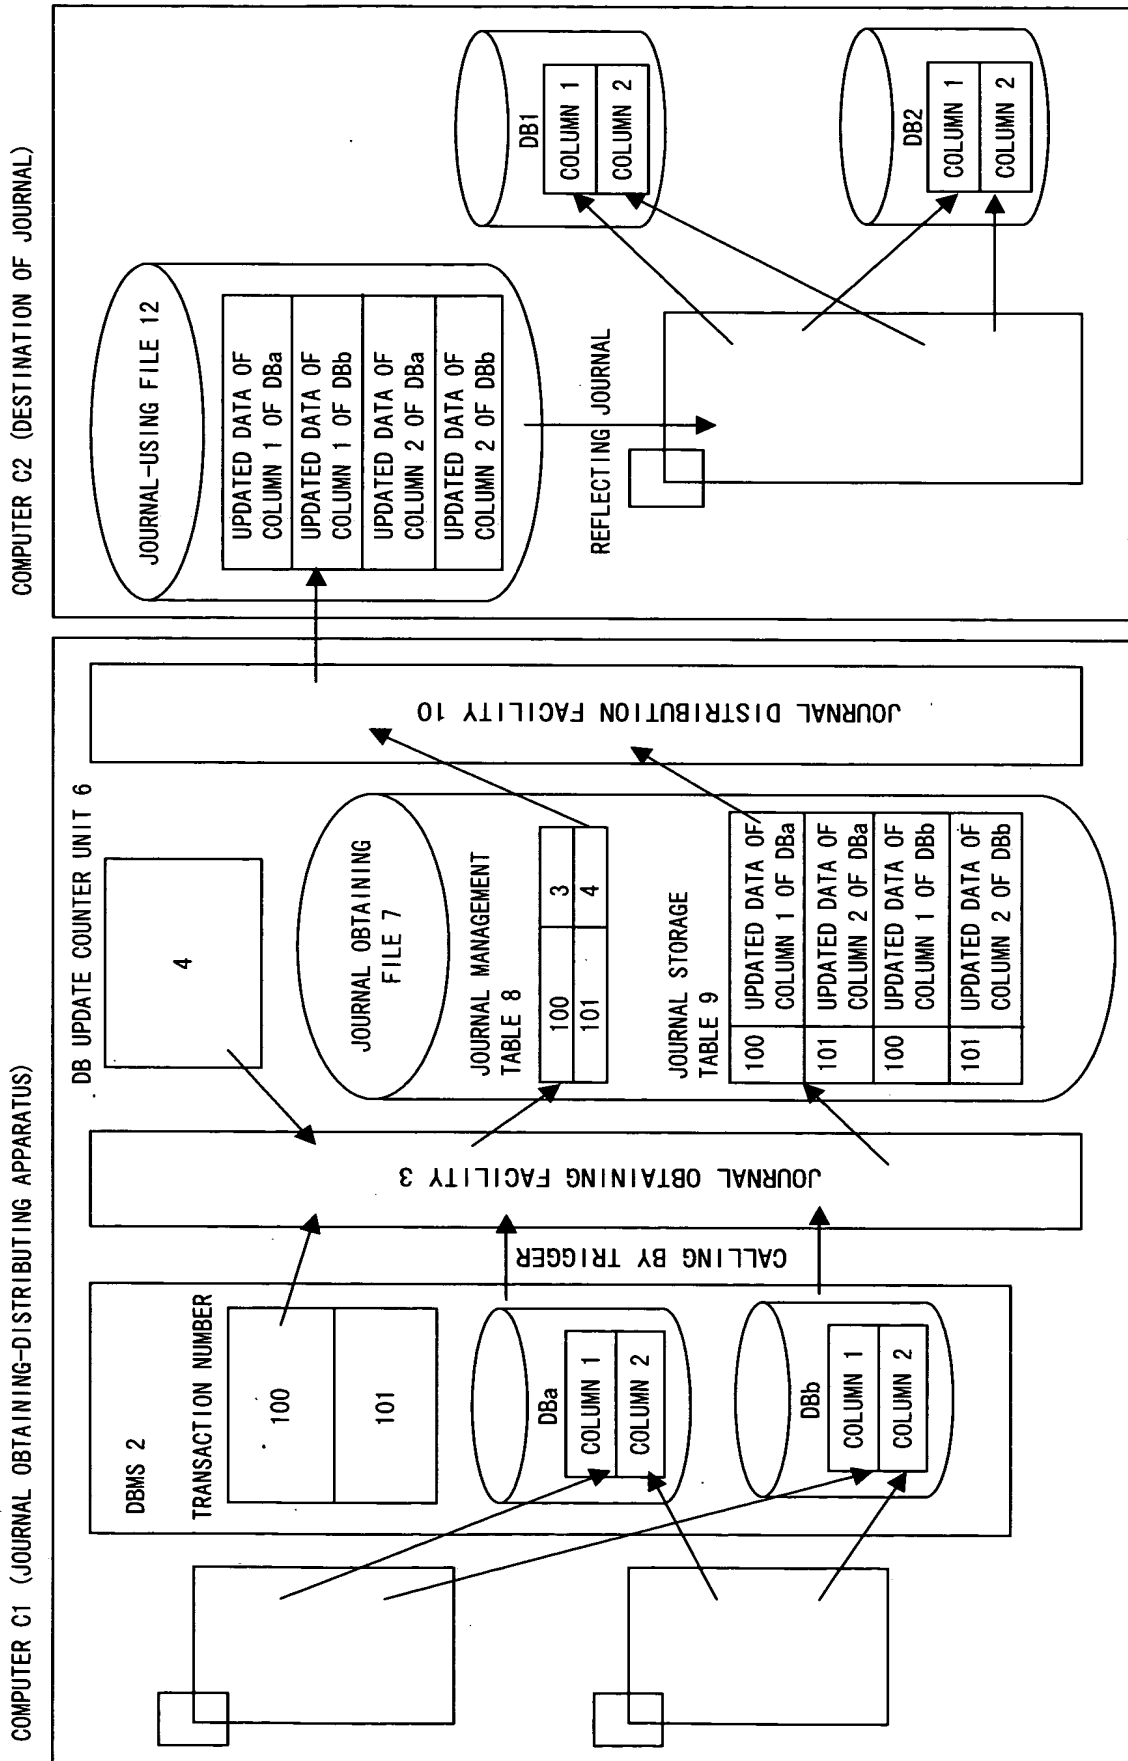 COMPUTER C1 (JOURNAL OBTAINING-DISTRIBUTING APPARATUS)
DBMS 2
TRANSACTION NUMBER
100
101
DBa
COLUMN 1
COLUMN 2
DBb
COLUMN 1
COLUMN 2
CALLING BY TRIGGER
JOURNAL OBTAINING FACILITY 3
DB UPDATE COUNTER UNIT 6
4
JOURNAL OBTAINING
FILE 7
JOURNAL MANAGEMENT
TABLE 8
100 3
101 4
JOURNAL STORAGE
TABLE 9
100 UPDATED DATA OF
COLUMN 1 OF DBa
101 UPDATED DATA OF
COLUMN 2 OF DBa
100 UPDATED DATA OF
COLUMN 1 OF DBb
101 UPDATED DATA OF
COLUMN 2 OF DBb
JOURNAL DISTRIBUTION FACILITY 10
COMPUTER C2 (DESTINATION OF JOURNAL)
JOURNAL-USING FILE 12
UPDATED DATA OF
COLUMN 1 OF DBa
UPDATED DATA OF
COLUMN 1 OF DBb
UPDATED DATA OF
COLUMN 2 OF DBa
UPDATED DATA OF
COLUMN 2 OF DBb
REFLECTING JOURNAL
DB1
COLUMN 1
COLUMN 2
DB2
COLUMN 1
COLUMN 2